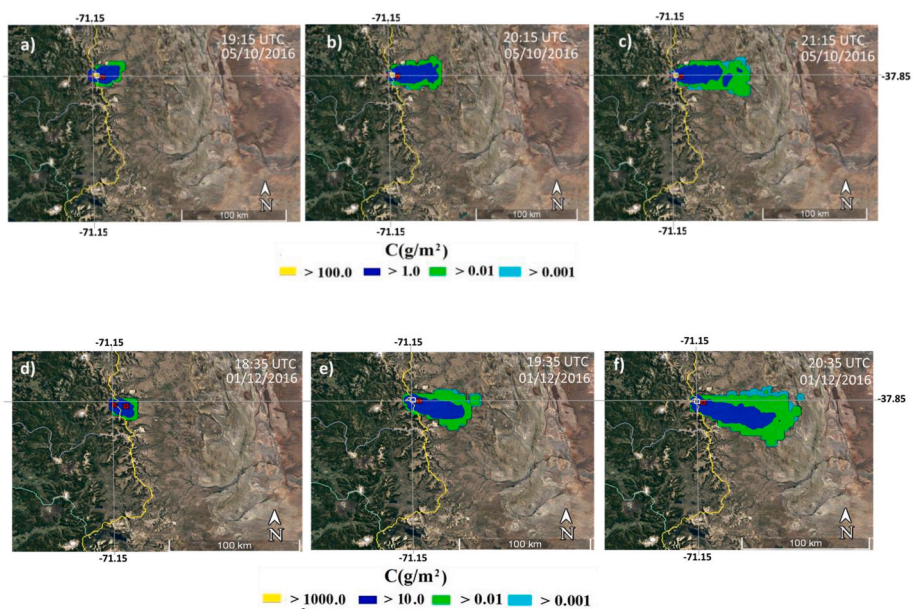 -71.15
a) 19:15 UTC
05/10/2016
100 km
N
-71.15
b) 20:15 UTC
05/10/2016
100 km
N
-71.15
-71.15
c) 21:15 UTC
05/10/2016
-37.85
100 km
N
-71.15
C(g/m²)
> 100.0 > 1.0 > 0.01 > 0.001
-71.15
d) 18:35 UTC
01/12/2016
100 km
N
-71.15
e) 19:35 UTC
01/12/2016
100 km
N
-71.15
-71.15
f) 20:35 UTC
01/12/2016
-37.85
100 km
N
-71.15
C(g/m²)
> 1000.0 > 10.0 > 0.01 > 0.001